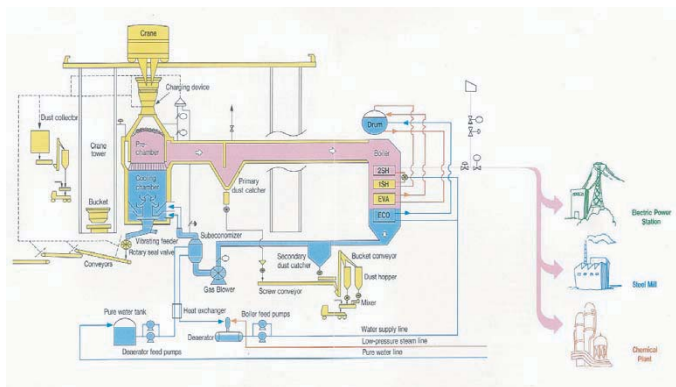 Crane
Charging device
Dust collector
Crane
tower
Pre-
chamber
Cooling
chamber
Bucket
Primary
dust catcher
Drum
Boiler
2SH
1SH
EVA
ECO
Vibrating feeder
Rotary seal valve
Conveyors
Subeconomizer
Gas Blower
Secondary
dust catcher
Bucket conveyor
Dust hopper
Screw conveyor
Mixer
Pure water tank
Heat exchanger
Boiler feed pumps
Deaerator
Deaerator feed pumps
Water supply line
Low-pressure steam line
Pure water line
Electric Power
Station
Steel Mill
Chemical
Plant